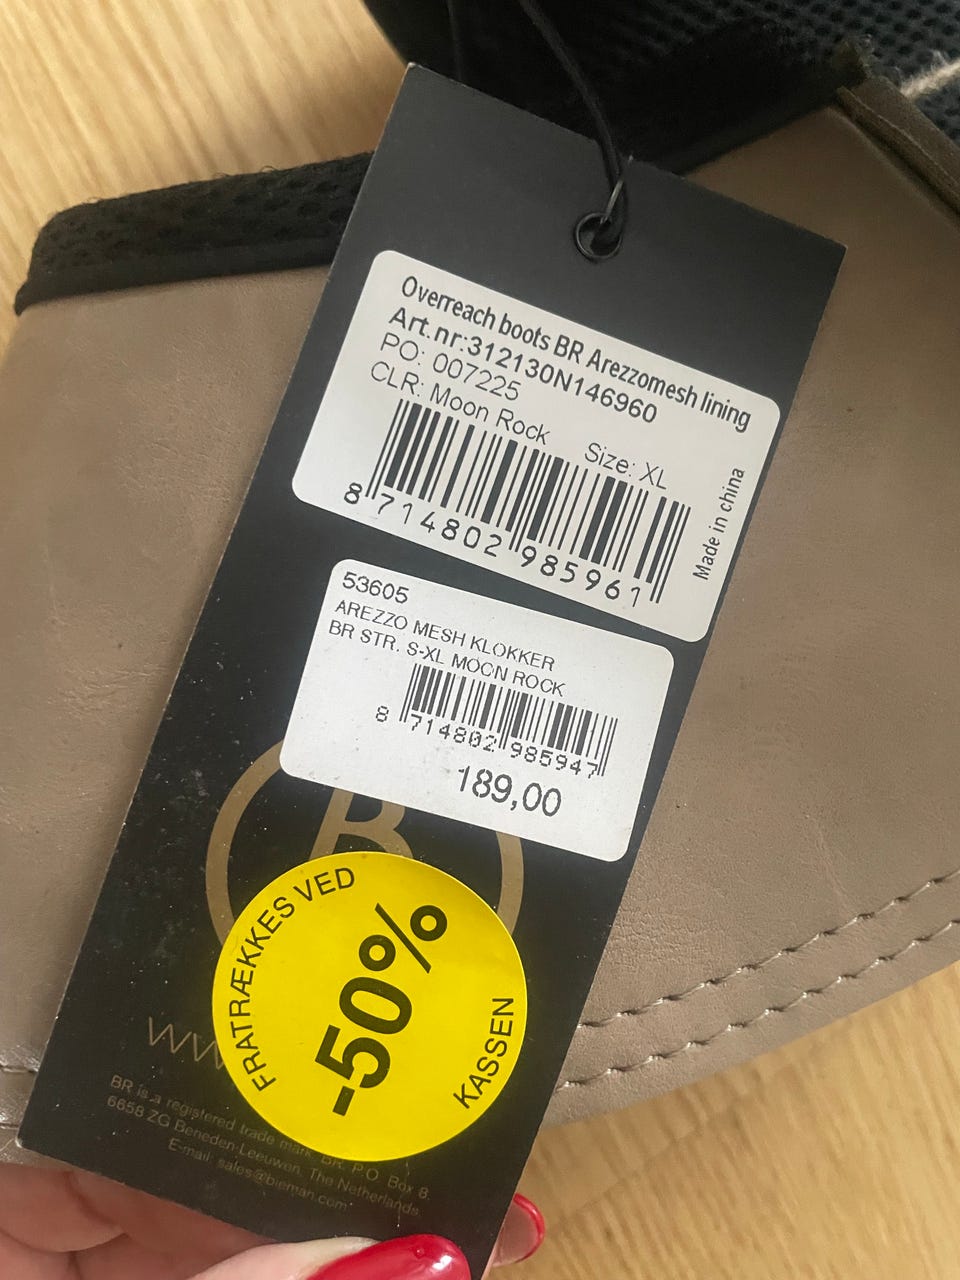 Overreach boots BR Arezzomesh lining
Art.nr:312130N146960
PO: 007225
CLR: Moon Rock
Size: XL
8 714802 985961
Made in china
53605
AREZZO MESH KLOKKER
BR STR. S-XL MOON ROCK
8 714802 985947
189,00
B
FRATRÆKKES VED
-50%
KASSEN
WW
BR is a registered trade mark, BR. P.O. Box 8
6658 ZG Beneden-Leeuwen, The Netherlands.
E-mail: sales@bieman.com